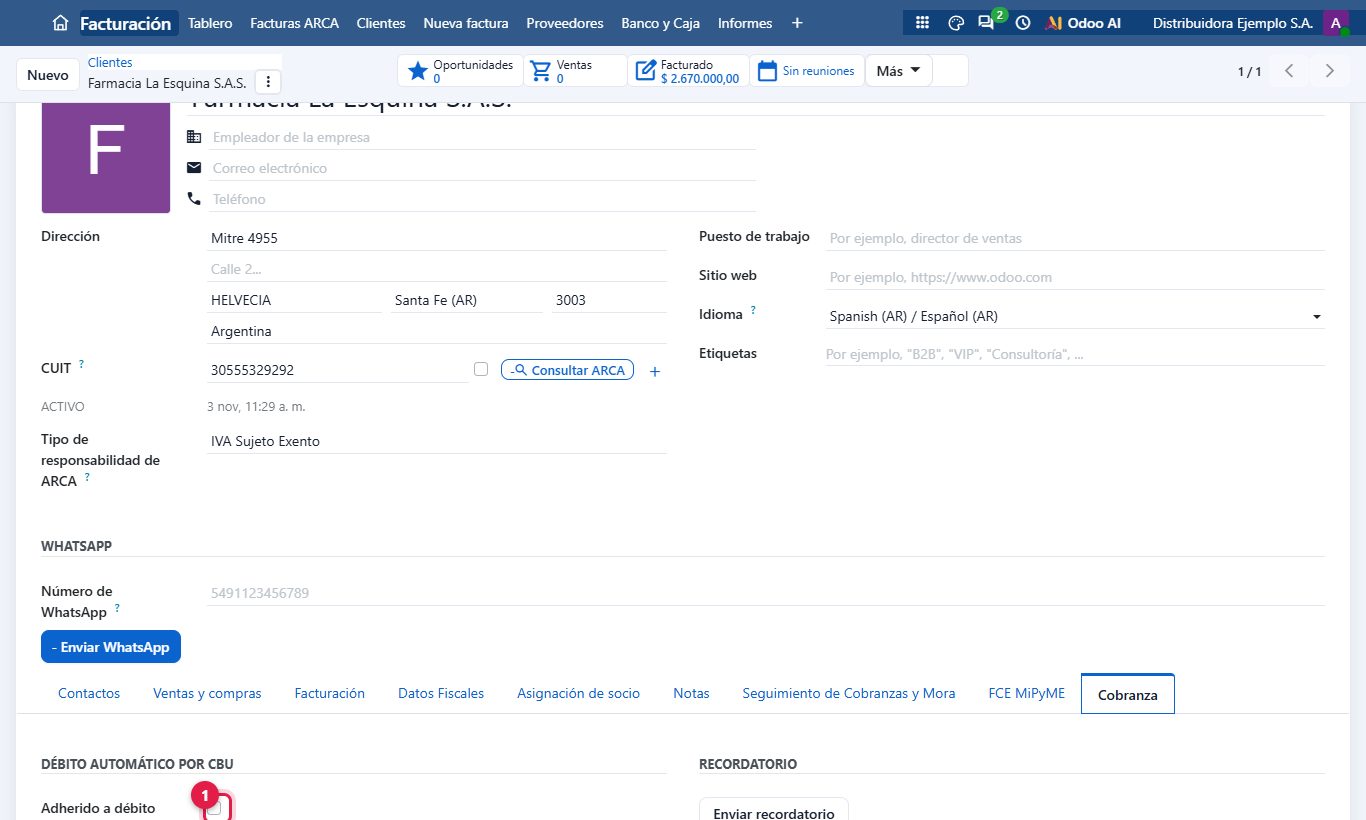 Facturación Tablero Facturas ARCA Clientes Nueva factura Proveedores Banco y Caja Informes + 2 Odoo AI Distribuidora Ejemplo S.A. A
Nuevo
Clientes
Farmacia La Esquina S.A.S.
Oportunidades
0
Ventas
0
Facturado
$ 2.670.000,00
Sin reuniones
Más
1 / 1
Farmacia La Esquina S.A.S.
F
Empleador de la empresa
Correo electrónico
Teléfono
Dirección
Mitre 4955
Calle 2...
HELVECIA Santa Fe (AR) 3003
Argentina
CUIT ? 30555329292 Consultar ARCA +
ACTIVO 3 nov, 11:29 a. m.
Tipo de
responsabilidad de
ARCA ?
IVA Sujeto Exento
Puesto de trabajo Por ejemplo, director de ventas
Sitio web Por ejemplo, https://www.odoo.com
Idioma ? Spanish (AR) / Español (AR)
Etiquetas Por ejemplo, "B2B", "VIP", "Consultoría", ...
WHATSAPP
Número de
WhatsApp ?
5491123456789
- Enviar WhatsApp
Contactos Ventas y compras Facturación Datos Fiscales Asignación de socio Notas Seguimiento de Cobranzas y Mora FCE MiPyME Cobranza
DÉBITO AUTOMÁTICO POR CBU
Adherido a débito 1
RECORDATORIO
Enviar recordatorio